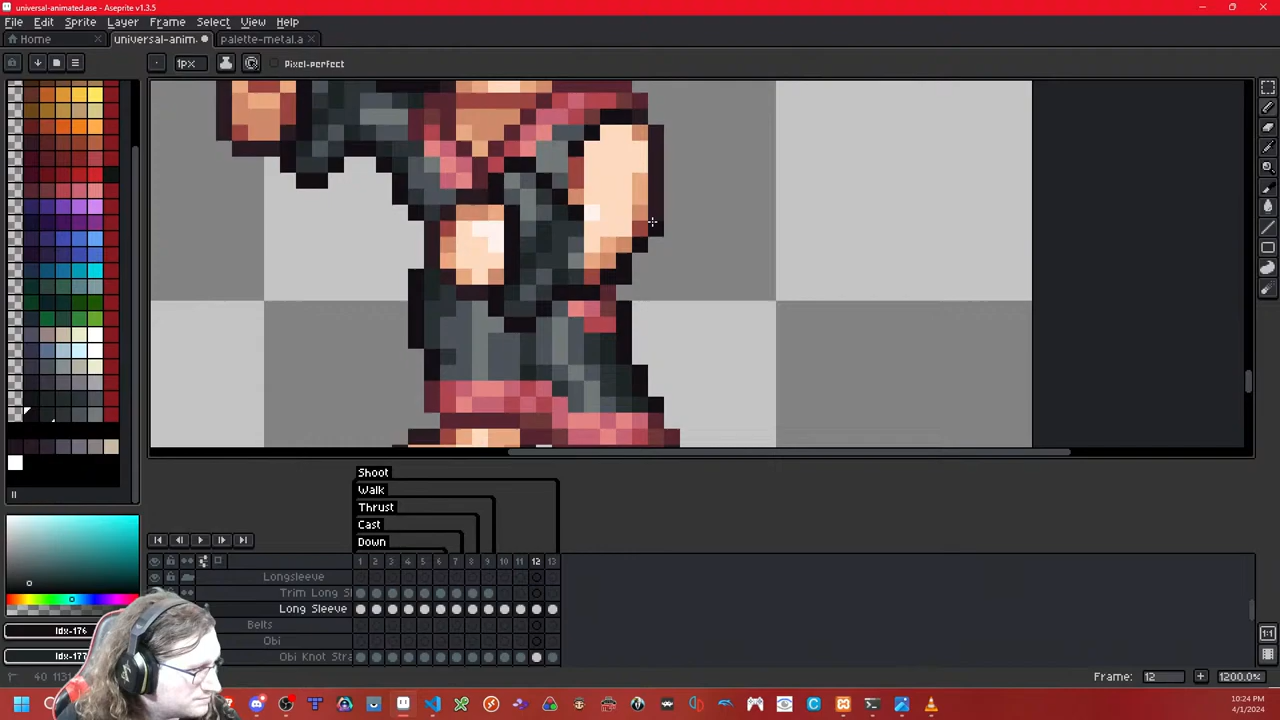 universal-animated.ase - Aseprite v1.3.5
File Edit Sprite Layer Frame Select View Help
Home universal-anim. palette-metal.a
1px Pixel-perfect
Shoot
Walk
Thrust
Cast
Down
1 2 3 4 5 6 7 8 9 10 11 12 13
Longsleeve
Trim Long S
Long Sleeve
Belts
Obi
Obi Knot Stra
Idx-176
Idx-177
Frame: 12 1200.0%
1:1
10:24 PM
4/1/2024